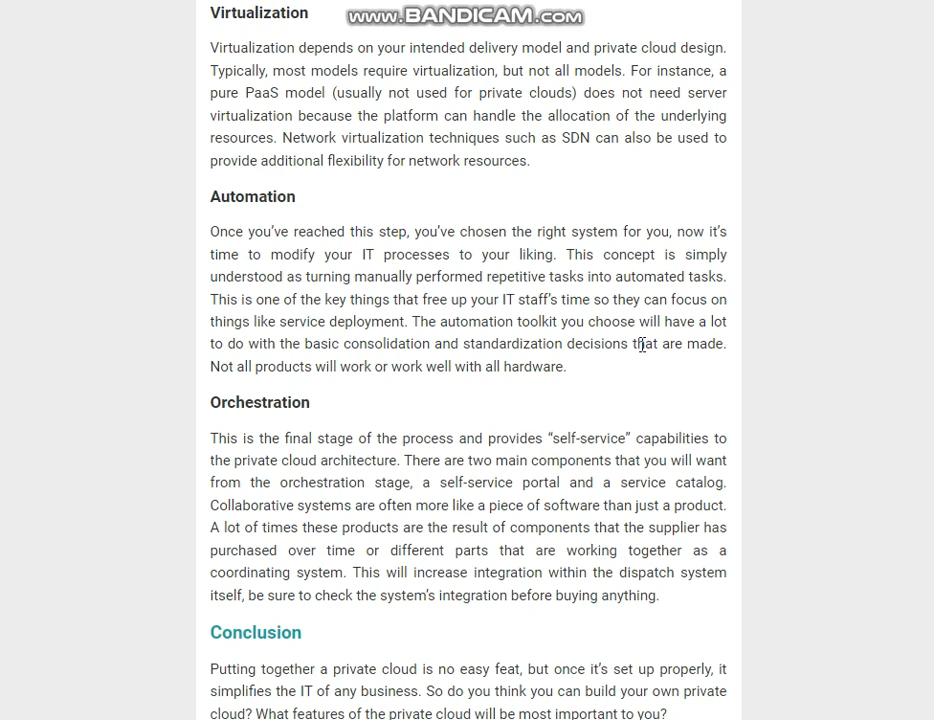 Virtualization
www.BANDICAM.com
Virtualization depends on your intended delivery model and private cloud design.
Typically, most models require virtualization, but not all models. For instance, a
pure PaaS model (usually not used for private clouds) does not need server
virtualization because the platform can handle the allocation of the underlying
resources. Network virtualization techniques such as SDN can also be used to
provide additional flexibility for network resources.
Automation
Once you’ve reached this step, you’ve chosen the right system for you, now it’s
time to modify your IT processes to your liking. This concept is simply
understood as turning manually performed repetitive tasks into automated tasks.
This is one of the key things that free up your IT staff’s time so they can focus on
things like service deployment. The automation toolkit you choose will have a lot
to do with the basic consolidation and standardization decisions that are made.
Not all products will work or work well with all hardware.
Orchestration
This is the final stage of the process and provides “self-service” capabilities to
the private cloud architecture. There are two main components that you will want
from the orchestration stage, a self-service portal and a service catalog.
Collaborative systems are often more like a piece of software than just a product.
A lot of times these products are the result of components that the supplier has
purchased over time or different parts that are working together as a
coordinating system. This will increase integration within the dispatch system
itself, be sure to check the system’s integration before buying anything.
Conclusion
Putting together a private cloud is no easy feat, but once it’s set up properly, it
simplifies the IT of any business. So do you think you can build your own private
cloud? What features of the private cloud will be most important to you?